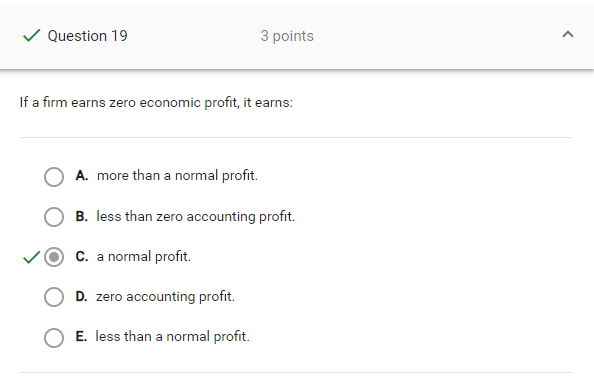 Question 19 3 points
If a firm earns zero economic profit, it earns:
A. more than a normal profit.
B. less than zero accounting profit.
C. a normal profit.
D. zero accounting profit.
E. less than a normal profit.